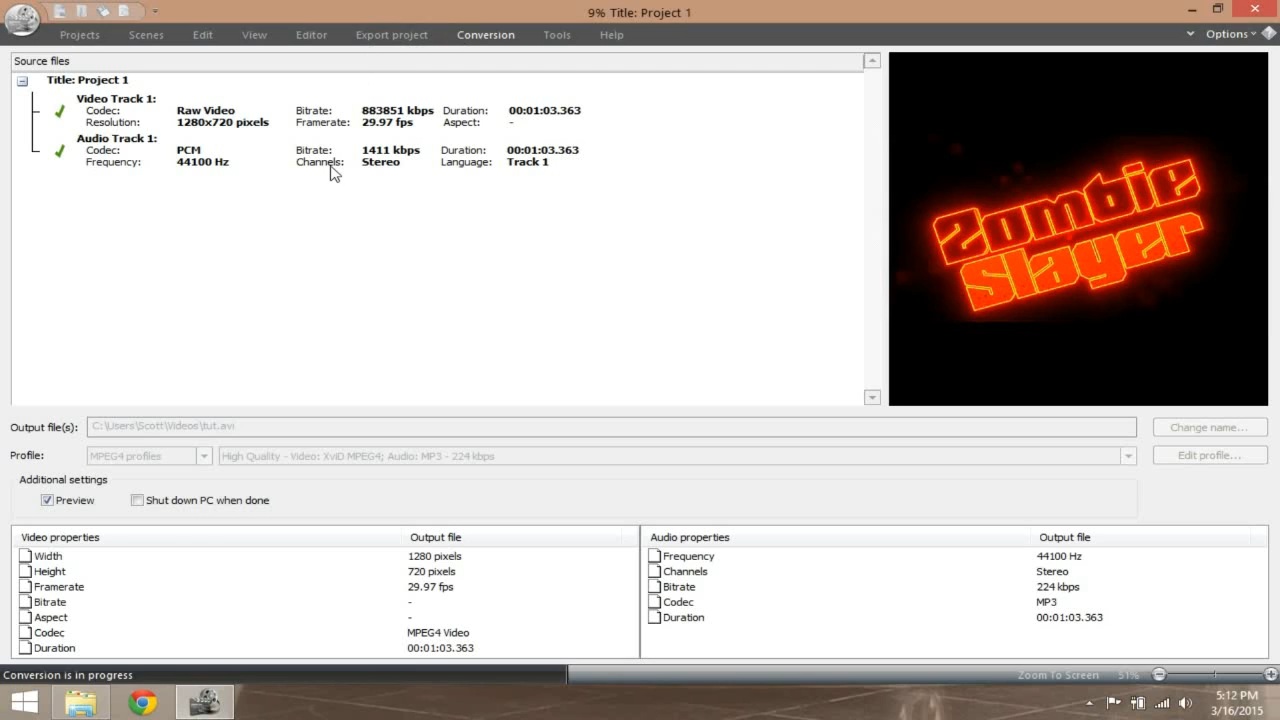 9% Title: Project 1
Projects Scenes Edit View Editor Export project Conversion Tools Help Options
Source files
Title: Project 1
Video Track 1:
Codec: Raw Video Bitrate: 883851 kbps Duration: 00:01:03.363
Resolution: 1280x720 pixels Framerate: 29.97 fps Aspect: -
Audio Track 1:
Codec: PCM Bitrate: 1411 kbps Duration: 00:01:03.363
Frequency: 44100 Hz Channels: Stereo Language: Track 1
Zombie
Slayer
Output file(s): C:\Users\Scott\Videos\tut.avi Change name...
Profile: MPEG4 profiles High Quality - Video: XviD MPEG4; Audio: MP3 - 224 kbps Edit profile...
Additional settings
Preview Shut down PC when done
Video properties Output file Audio properties Output file
Width 1280 pixels Frequency 44100 Hz
Height 720 pixels Channels Stereo
Framerate 29.97 fps Bitrate 224 kbps
Bitrate - Codec MP3
Aspect - Duration 00:01:03.363
Codec MPEG4 Video
Duration 00:01:03.363
Conversion is in progress Zoom To Screen 51%
5:12 PM
3/16/2015